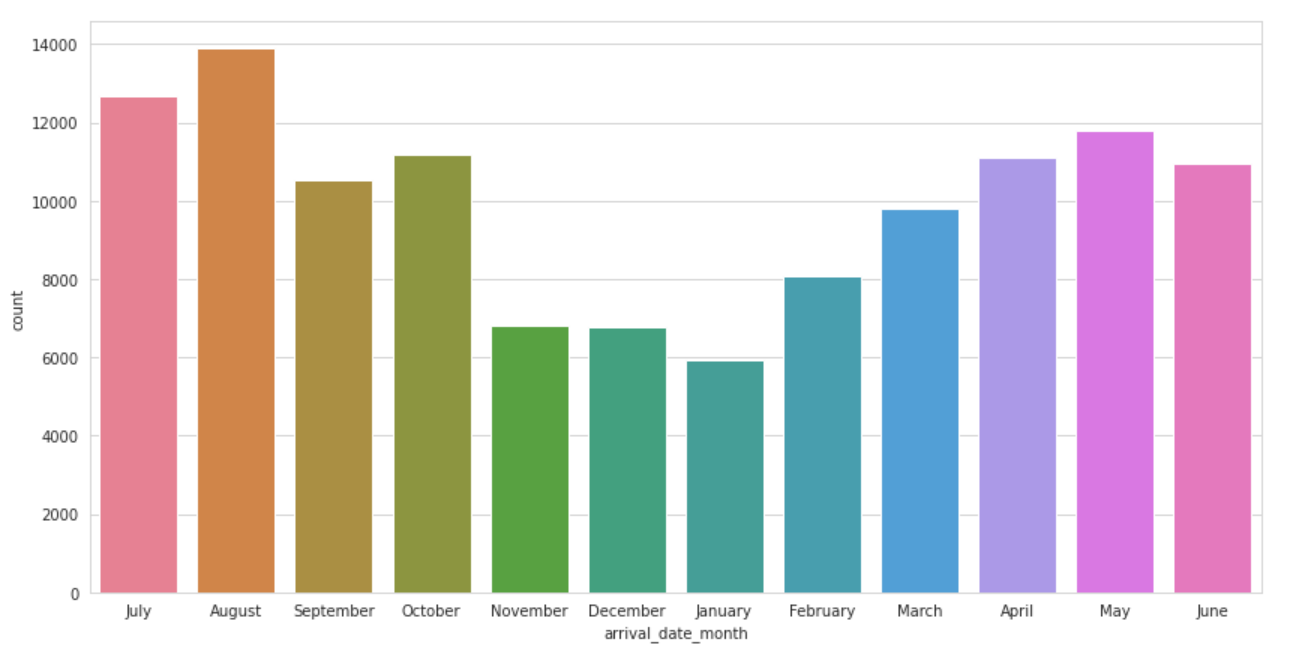 14000
12000
10000
8000
6000
4000
2000
0
count
July August September October November December January February March April May June
arrival_date_month